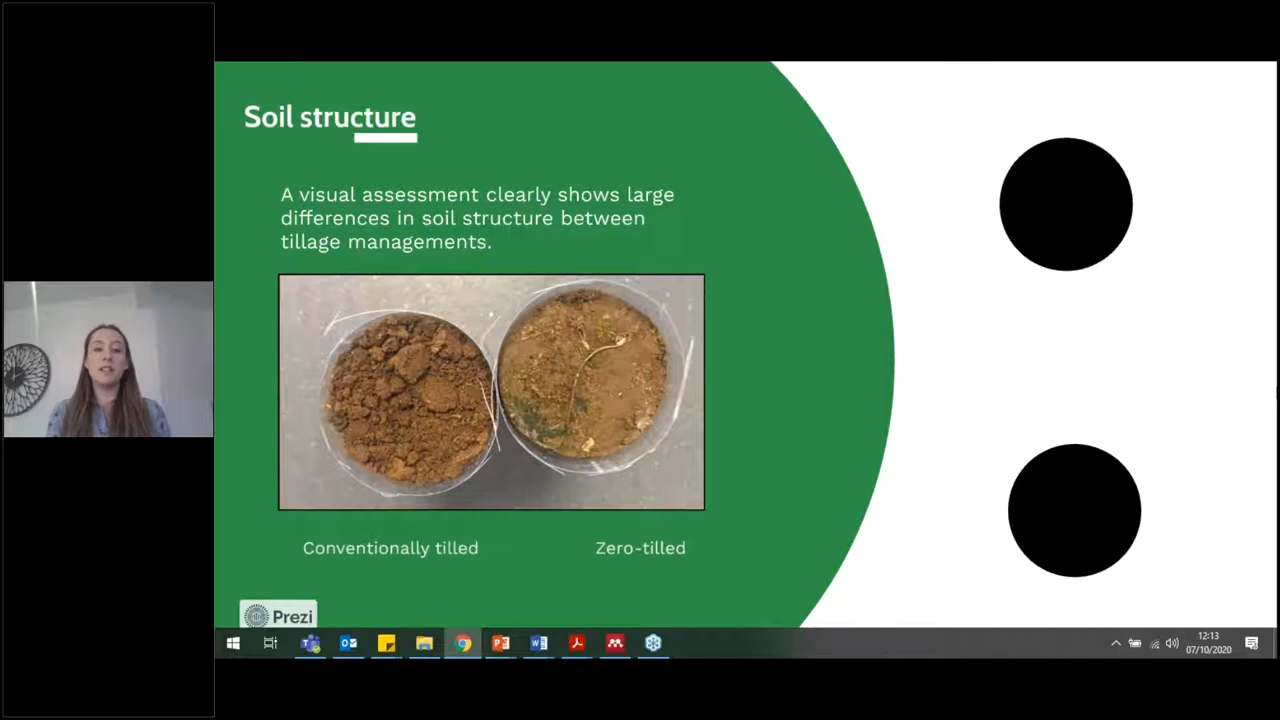 Soil structure
A visual assessment clearly shows large
differences in soil structure between
tillage managements.
Conventionally tilled
Zero-tilled
Prezi
12:13
07/10/2020